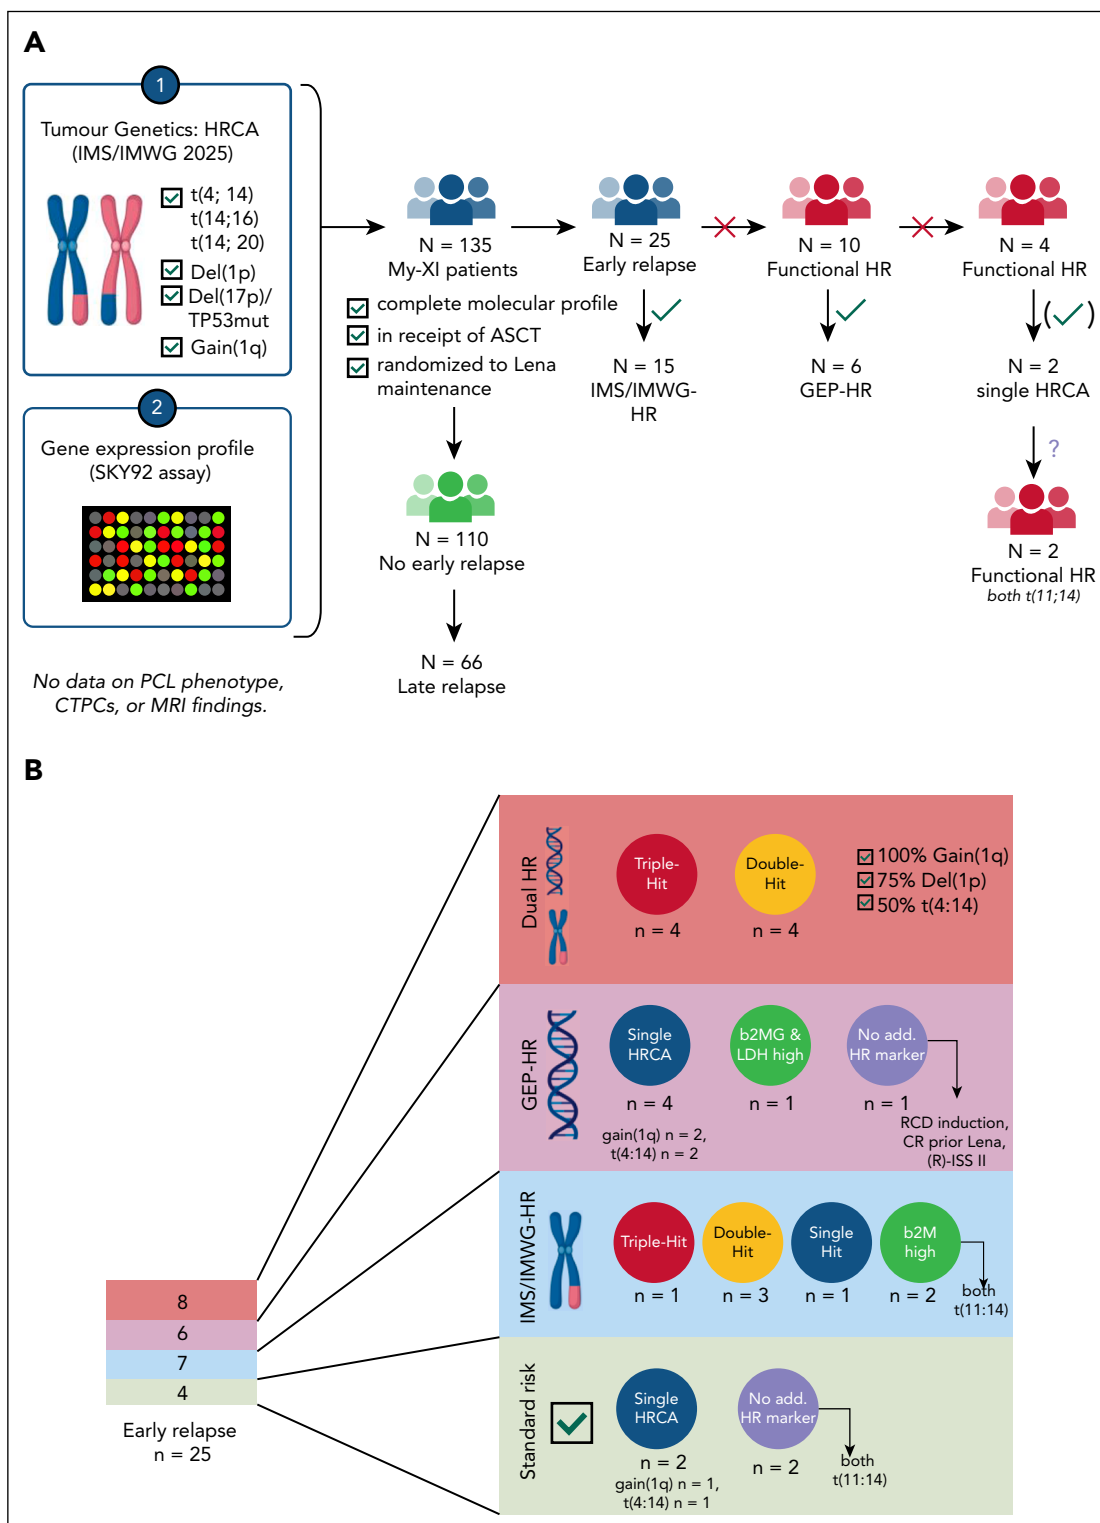 A
1
Tumour Genetics: HRCA
(IMS/IMWG 2025)
t(4; 14)
t(14;16)
t(14; 20)
Del(1p)
Del(17p)/
TP53mut
Gain(1q)
2
Gene expression profile
(SKY92 assay)
No data on PCL phenotype,
CTPCs, or MRI findings.
N = 135
My-XI patients
complete molecular profile
in receipt of ASCT
randomized to Lena
maintenance
N = 110
No early relapse
N = 66
Late relapse
N = 25
Early relapse
N = 15
IMS/IMWG-
HR
N = 10
Functional HR
N = 6
GEP-HR
N = 4
Functional HR
( )
N = 2
single HRCA
?
N = 2
Functional HR
both t(11;14)
B
8
6
7
4
Early relapse
n = 25
Dual HR
Triple-
Hit
n = 4
Double-
Hit
n = 4
100% Gain(1q)
75% Del(1p)
50% t(4:14)
GEP-HR
Single
HRCA
n = 4
gain(1q) n = 2,
t(4:14) n = 2
b2MG &
LDH high
n = 1
No add.
HR marker
n = 1
RCD induction,
CR prior Lena,
(R)-ISS II
IMS/IMWG-HR
Triple-Hit
n = 1
Double-
Hit
n = 3
Single
Hit
n = 1
b2M
high
n = 2
both
t(11:14)
Standard risk
Single
HRCA
n = 2
gain(1q) n = 1,
t(4:14) n = 1
No add.
HR marker
n = 2
both
t(11:14)